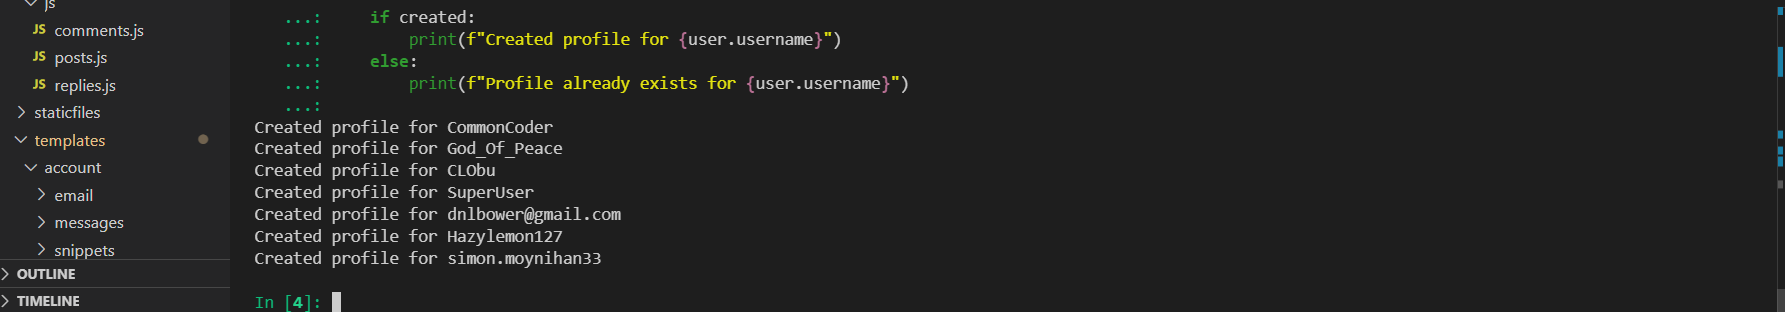 js
JS comments.js
JS posts.js
JS replies.js
staticfiles
templates
account
email
messages
snippets
OUTLINE
TIMELINE
...:     if created:
...:         print(f"Created profile for {user.username}")
...:     else:
...:         print(f"Profile already exists for {user.username}")
...:
Created profile for CommonCoder
Created profile for God_Of_Peace
Created profile for CLObu
Created profile for SuperUser
Created profile for dnlbower@gmail.com
Created profile for Hazylemon127
Created profile for simon.moynihan33
In [4]: